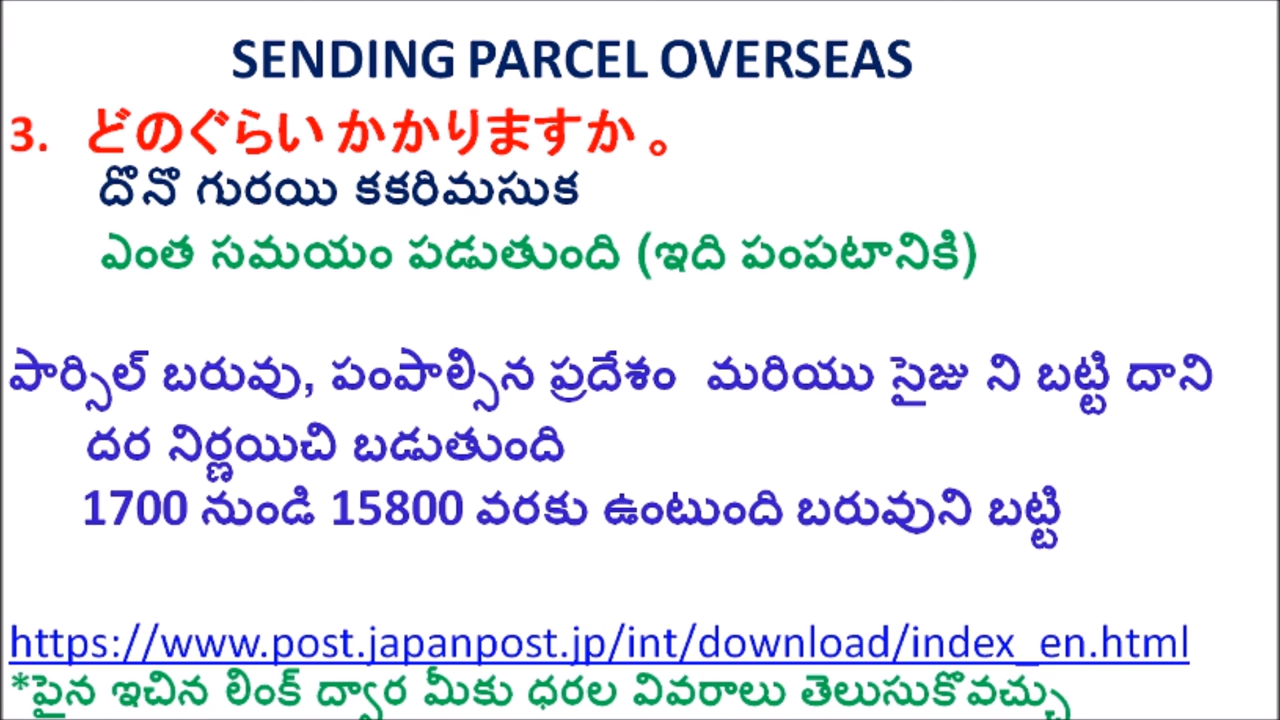 SENDING PARCEL OVERSEAS
3. どのぐらい かかりますか 。
దొనొ గురయి కకరిమసుక
ఎంత సమయం పడుతుంది (ఇది పంపటానికి)
పార్సిల్ బరువు, పంపాల్సిన ప్రదేశం మరియు సైజు ని బట్టి దాని
దర నిర్ణయిచి బడుతుంది
1700 నుండి 15800 వరకు ఉంటుంది బరువుని బట్టి
https://www.post.japanpost.jp/int/download/index_en.html
*పైన ఇచిన లింక్ ద్వార మీకు ధరల వివరాలు తెలుసుకొవచ్చు